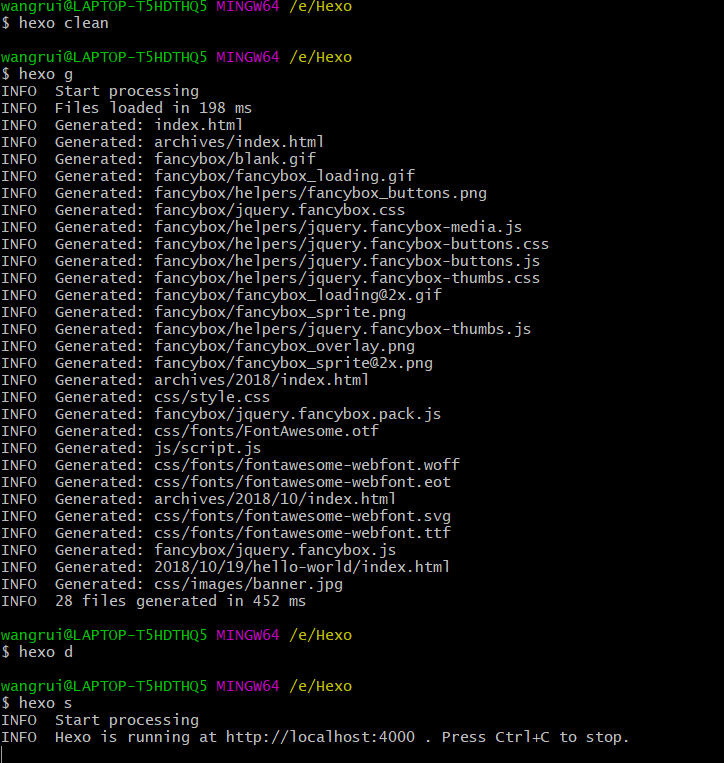 wangrui@LAPTOP-T5HDTHQ5 MINGW64 /e/Hexo
$ hexo clean
wangrui@LAPTOP-T5HDTHQ5 MINGW64 /e/Hexo
$ hexo g
INFO  Start processing
INFO  Files loaded in 198 ms
INFO  Generated: index.html
INFO  Generated: archives/index.html
INFO  Generated: fancybox/blank.gif
INFO  Generated: fancybox/fancybox_loading.gif
INFO  Generated: fancybox/helpers/fancybox_buttons.png
INFO  Generated: fancybox/jquery.fancybox.css
INFO  Generated: fancybox/helpers/jquery.fancybox-media.js
INFO  Generated: fancybox/helpers/jquery.fancybox-buttons.css
INFO  Generated: fancybox/helpers/jquery.fancybox-buttons.js
INFO  Generated: fancybox/helpers/jquery.fancybox-thumbs.css
INFO  Generated: fancybox/fancybox_loading@2x.gif
INFO  Generated: fancybox/fancybox_sprite.png
INFO  Generated: fancybox/helpers/jquery.fancybox-thumbs.js
INFO  Generated: fancybox/fancybox_overlay.png
INFO  Generated: fancybox/fancybox_sprite@2x.png
INFO  Generated: archives/2018/index.html
INFO  Generated: css/style.css
INFO  Generated: fancybox/jquery.fancybox.pack.js
INFO  Generated: css/fonts/FontAwesome.otf
INFO  Generated: js/script.js
INFO  Generated: css/fonts/fontawesome-webfont.woff
INFO  Generated: css/fonts/fontawesome-webfont.eot
INFO  Generated: archives/2018/10/index.html
INFO  Generated: css/fonts/fontawesome-webfont.svg
INFO  Generated: css/fonts/fontawesome-webfont.ttf
INFO  Generated: fancybox/jquery.fancybox.js
INFO  Generated: 2018/10/19/hello-world/index.html
INFO  Generated: css/images/banner.jpg
INFO  28 files generated in 452 ms
wangrui@LAPTOP-T5HDTHQ5 MINGW64 /e/Hexo
$ hexo d
wangrui@LAPTOP-T5HDTHQ5 MINGW64 /e/Hexo
$ hexo s
INFO  Start processing
INFO  Hexo is running at http://localhost:4000 . Press Ctrl+C to stop.